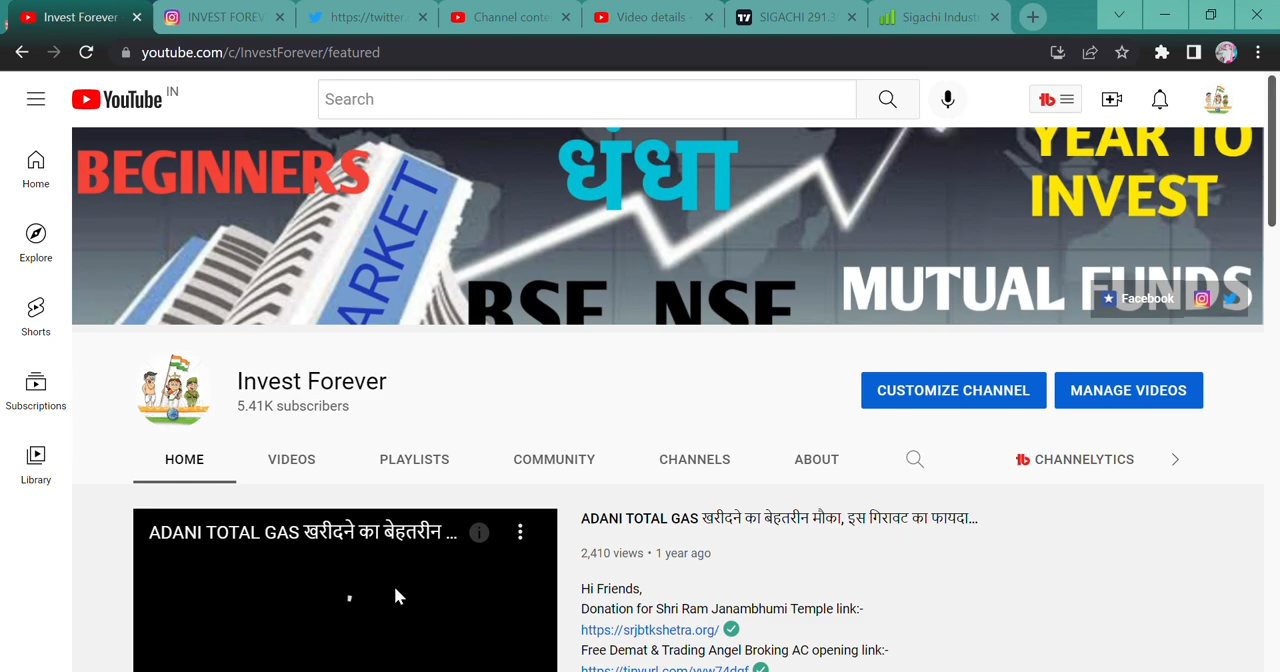 Invest Forever
INVEST FOREV
https://twitter.
Channel conte
Video details -
SIGACHI 291.3
Sigachi Indust
youtube.com/c/InvestForever/featured
YouTube IN
Search
BEGINNERS
MARKET
धंधा
YEAR TO
INVEST
BSE NSE
MUTUAL FUNDS
Facebook
Home
Explore
Shorts
Subscriptions
Library
Invest Forever
5.41K subscribers
CUSTOMIZE CHANNEL
MANAGE VIDEOS
HOME
VIDEOS
PLAYLISTS
COMMUNITY
CHANNELS
ABOUT
CHANNELYTICS
ADANI TOTAL GAS खरीदने का बेहतरीन ...
ADANI TOTAL GAS खरीदने का बेहतरीन मौका, इस गिरावट का फायदा...
2,410 views • 1 year ago
Hi Friends,
Donation for Shri Ram Janambhumi Temple link:-
https://srjbtkshetra.org/
Free Demat & Trading Angel Broking AC opening link:-